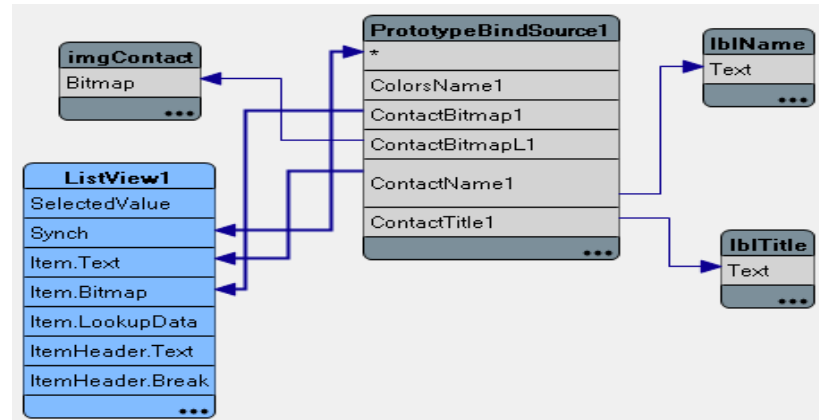 imgContact
Bitmap
...
ListView1
SelectedValue
Synch
Item.Text
Item.Bitmap
Item.LookupData
ItemHeader.Text
ItemHeader.Break
...
PrototypeBindSource1
*
ColorsName1
ContactBitmap1
ContactBitmapL1
ContactName1
ContactTitle1
...
lblName
Text
...
lblTitle
Text
...